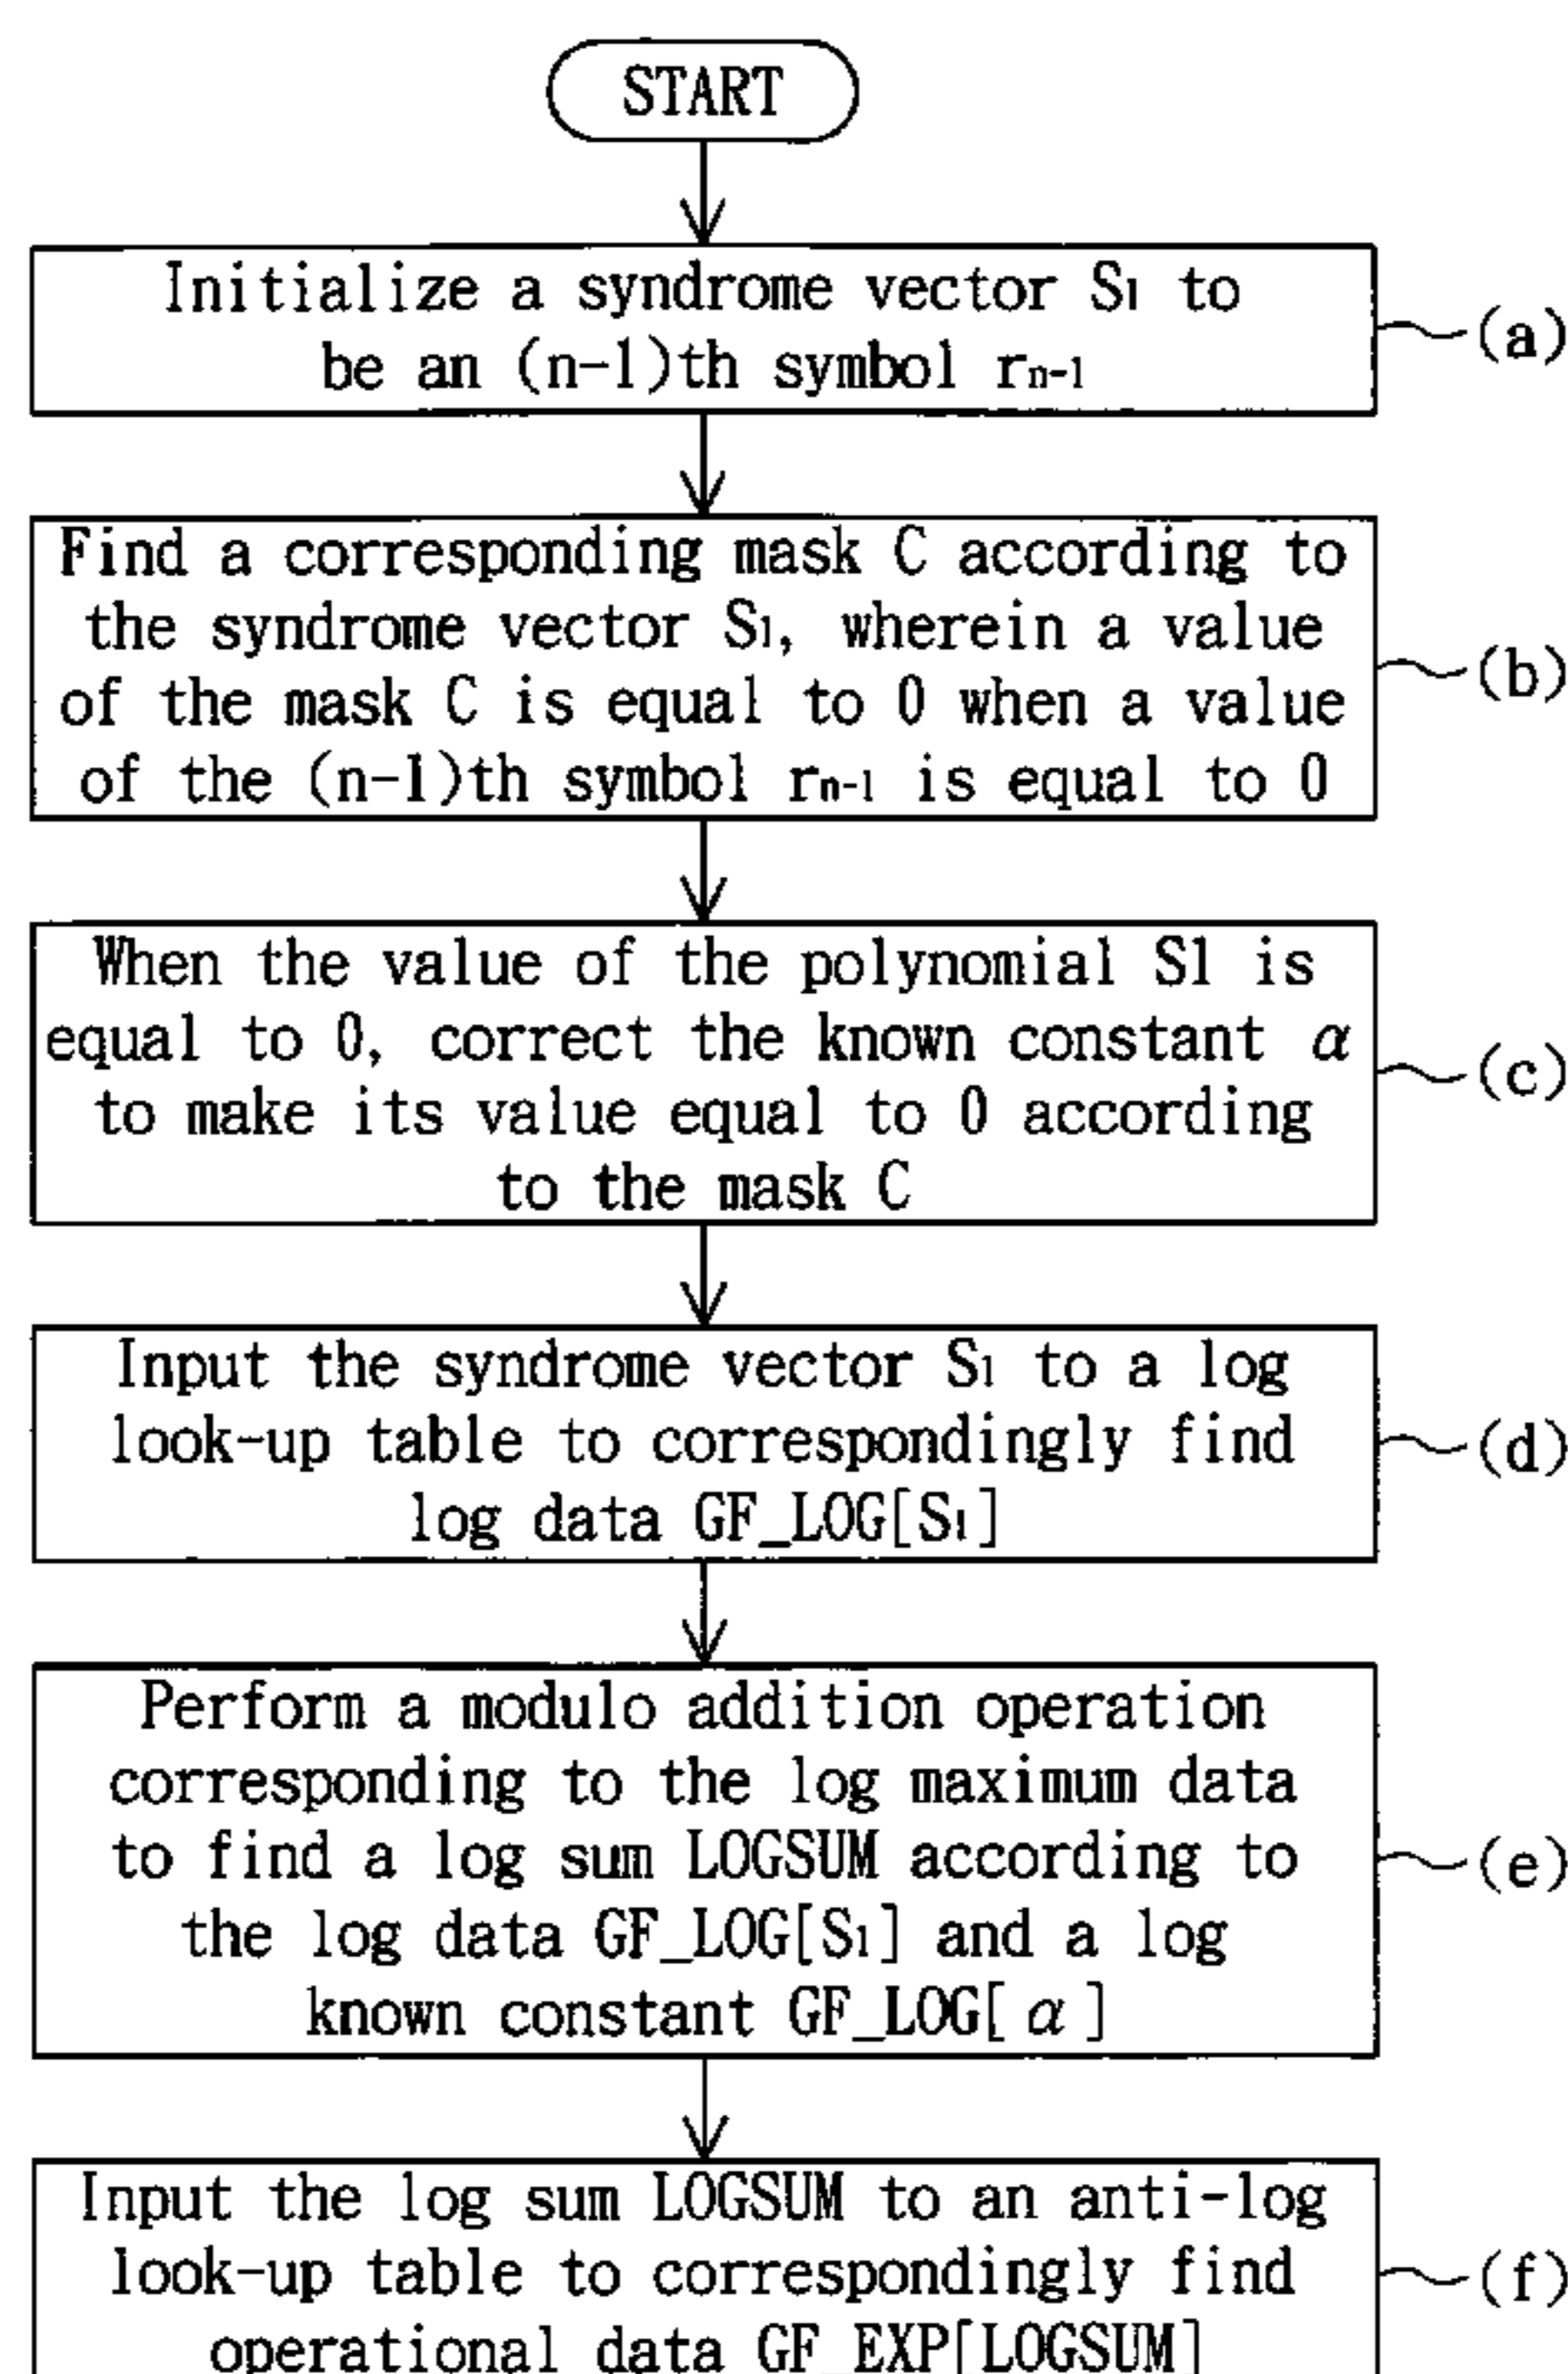 START
Initialize a syndrome vector S₁ to
be an (n-1)th symbol rₙ₋₁
(a)
Find a corresponding mask C according to
the syndrome vector S₁, wherein a value
of the mask C is equal to 0 when a value
of the (n-1)th symbol rₙ₋₁ is equal to 0
(b)
When the value of the polynomial S1 is
equal to 0, correct the known constant α
to make its value equal to 0 according
to the mask C
(c)
Input the syndrome vector S₁ to a log
look-up table to correspondingly find
log data GF_LOG[S₁]
(d)
Perform a modulo addition operation
corresponding to the log maximum data
to find a log sum LOGSUM according to
the log data GF_LOG[S₁] and a log
known constant GF_LOG[α]
(e)
Input the log sum LOGSUM to an anti-log
look-up table to correspondingly find
operational data GF_EXP[LOGSUM]
(f)